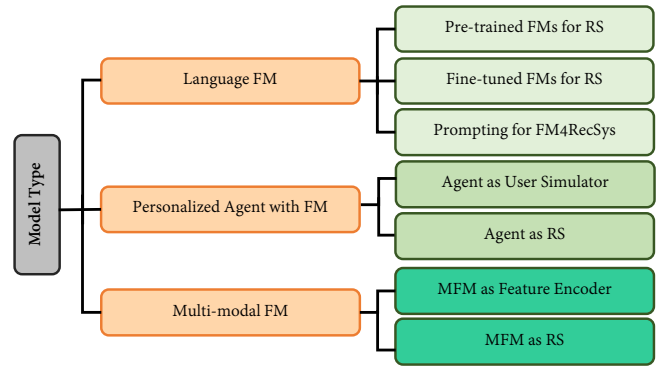 Model Type
Language FM
Pre-trained FMs for RS
Fine-tuned FMs for RS
Prompting for FM4RecSys
Personalized Agent with FM
Agent as User Simulator
Agent as RS
Multi-modal FM
MFM as Feature Encoder
MFM as RS